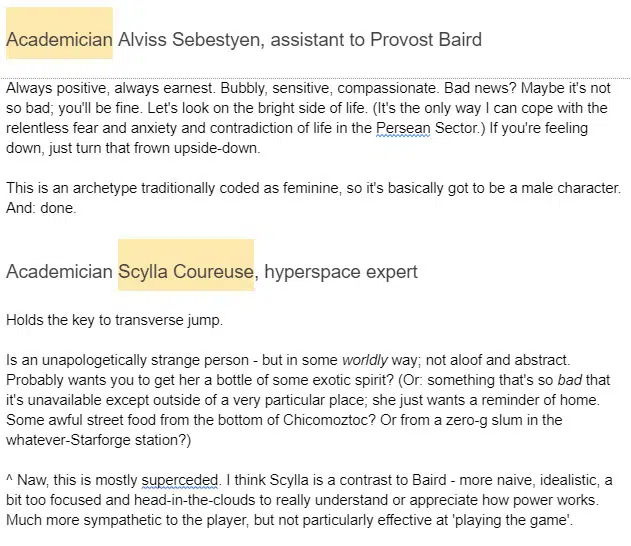 Academician Alviss Sebestyen, assistant to Provost Baird
Always positive, always earnest. Bubbly, sensitive, compassionate. Bad news? Maybe it's not
so bad; you'll be fine. Let's look on the bright side of life. (It's the only way I can cope with the
relentless fear and anxiety and contradiction of life in the Persean Sector.) If you're feeling
down, just turn that frown upside-down.
This is an archetype traditionally coded as feminine, so it's basically got to be a male character.
And: done.
Academician Scylla Coureuse, hyperspace expert
Holds the key to transverse jump.
Is an unapologetically strange person - but in some worldly way; not aloof and abstract.
Probably wants you to get her a bottle of some exotic spirit? (Or: something that's so bad that
it's unavailable except outside of a very particular place; she just wants a reminder of home.
Some awful street food from the bottom of Chicomoztoc? Or from a zero-g slum in the
whatever-Starforge station?)
^ Naw, this is mostly superceded. I think Scylla is a contrast to Baird - more naive, idealistic, a
bit too focused and head-in-the-clouds to really understand or appreciate how power works.
Much more sympathetic to the player, but not particularly effective at 'playing the game'.